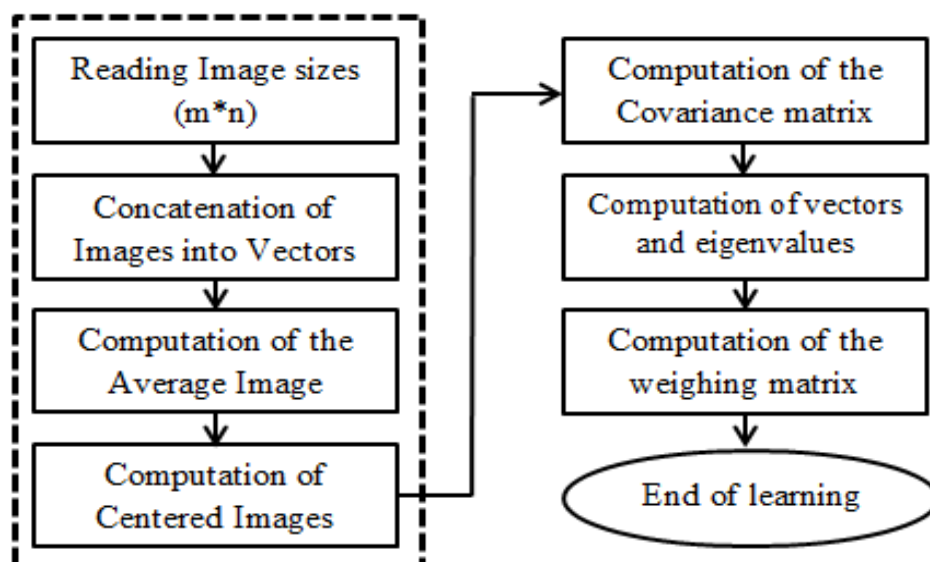 Reading Image sizes
(m*n)
Concatenation of
Images into Vectors
Computation of the
Average Image
Computation of
Centered Images
Computation of the
Covariance matrix
Computation of vectors
and eigenvalues
Computation of the
weighing matrix
End of learning